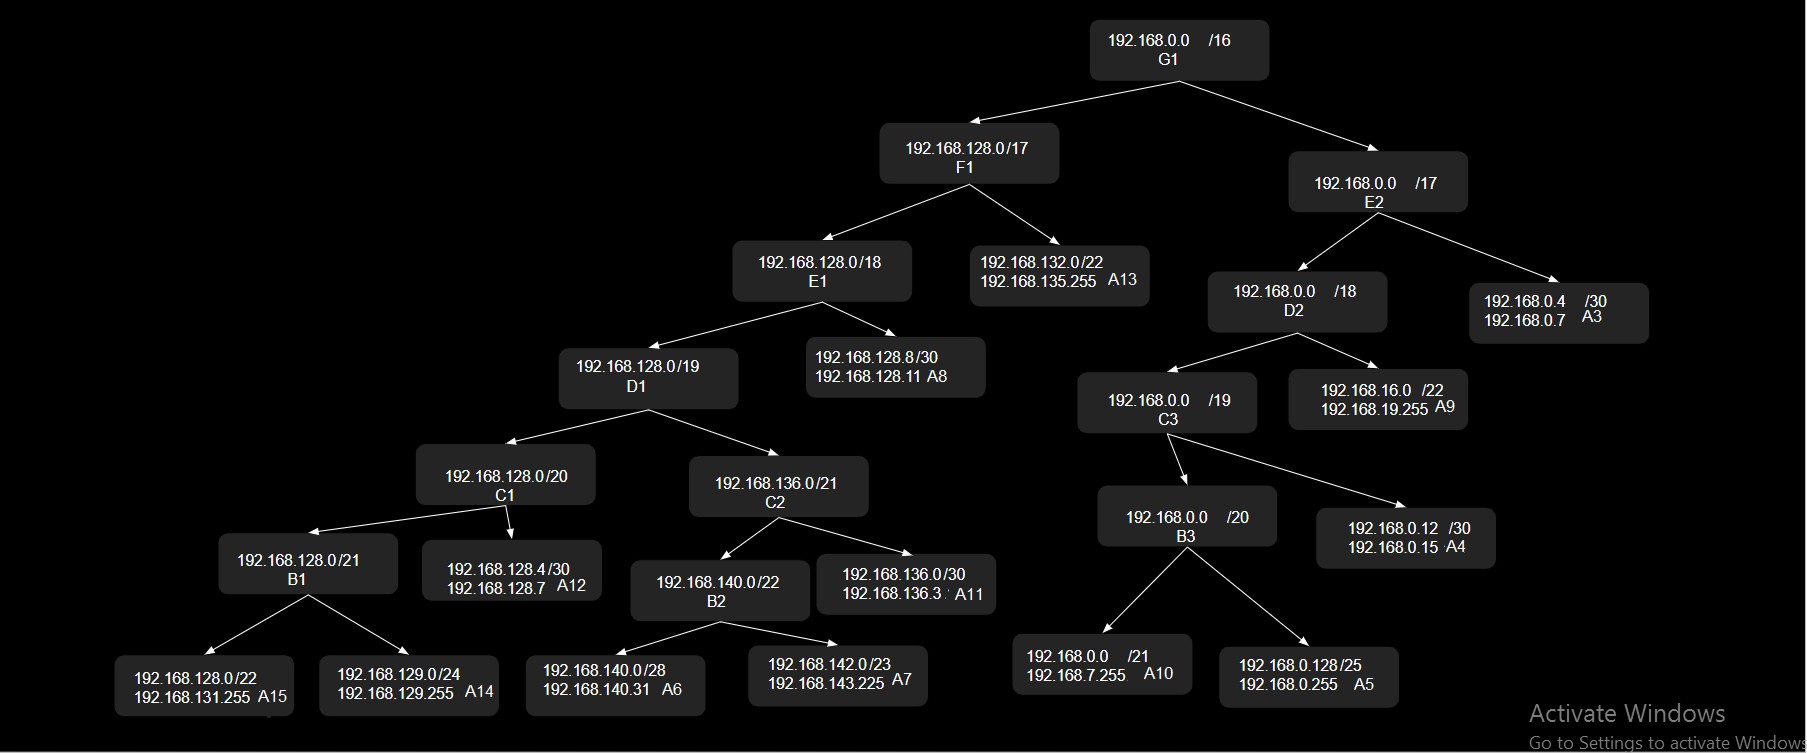 192.168.0.0 /16
G1
192.168.128.0/17
F1
192.168.0.0 /17
E2
192.168.128.0/18
E1
192.168.132.0/22
192.168.135.255 A13
192.168.0.0 /18
D2
192.168.0.4 /30
192.168.0.7 A3
192.168.128.0/19
D1
192.168.128.8/30
192.168.128.11 A8
192.168.0.0 /19
C3
192.168.16.0 /22
192.168.19.255 A9
192.168.128.0/20
C1
192.168.136.0/21
C2
192.168.0.0 /20
B3
192.168.0.12 /30
192.168.0.15 A4
192.168.128.0/21
B1
192.168.128.4/30
192.168.128.7 A12
192.168.140.0/22
B2
192.168.136.0/30
192.168.136.3 A11
192.168.128.0/22
192.168.131.255 A15
192.168.129.0/24
192.168.129.255 A14
192.168.140.0/28
192.168.140.31 A6
192.168.142.0/23
192.168.143.225 A7
192.168.0.0 /21
192.168.7.255 A10
192.168.0.128/25
192.168.0.255 A5
Activate Windows
Go to Settings to activate Windows